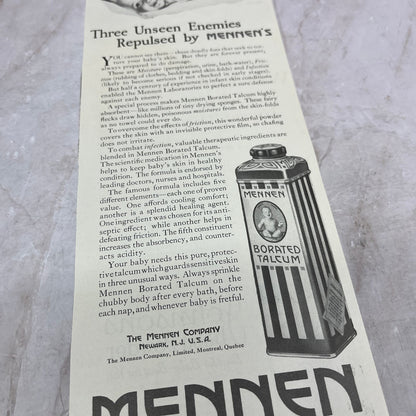 Three Unseen Enemies
Repulsed by MENNEN'S
YOU cannot see them—those deadly foes that seek to torture
your baby's skin. But they are forever present,
always prepared to do damage.
These are Moisture (perspiration, urine, bath-water), Friction
(rubbing of clothes, bedding and skin-folds) and Infection
(likely to become serious if not checked in early stages).
But half a century of experience in infant skin conditions
enabled the Mennen Laboratories to perfect a sure defense
against each enemy.
A special process makes Mennen Borated Talcum highly
absorbent—like millions of tiny drying sponges. These fairy
flecks draw hidden, poisonous moistures from the skin-folds
as no towel could ever do.
To overcome the effects of friction, this wonderful powder
covers the skin with an invisible protective film, so chafing
does not irritate.
To combat infection, valuable therapeutic ingredients are
blended in Mennen Borated Talcum.
The scientific medication in Mennen's
helps to keep baby's skin in healthy
condition. The formula is endorsed by
leading doctors, nurses and hospitals.
The famous formula includes five
different elements—each one of proven
value. One affords cooling comfort;
another is a splendid healing agent.
One ingredient was chosen for its anti-
septic effect; while another helps in
defeating friction. The fifth constituent
increases the absorbency, and counter-
acts acidity.
Your baby needs this pure, protec-
tive talcum which guards sensitive skin
in three unusual ways. Always sprinkle
Mennen Borated Talcum on the
chubby body after every bath, before
each nap, and whenever baby is fretful.
THE MENNEN COMPANY
NEWARK, N.J. U.S.A.
The Mennen Company, Limited, Montreal, Quebec
MENNEN
BORATED
TALCUM
MENNEN